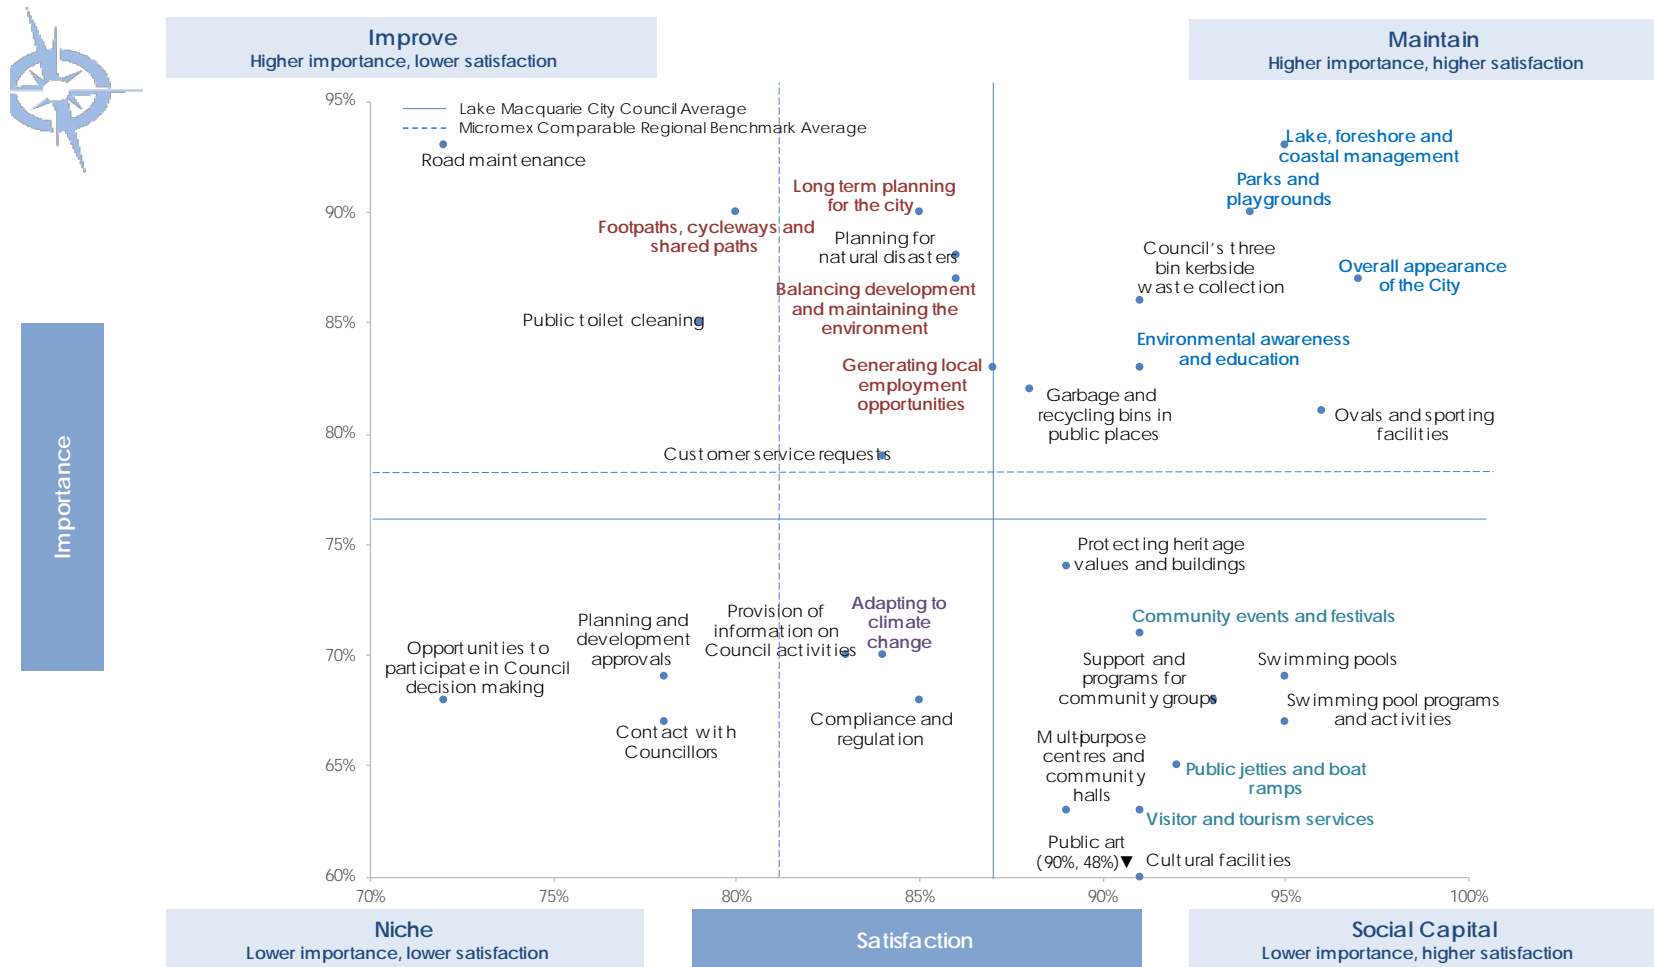 Improve
Higher importance, lower satisfaction
Maintain
Higher importance, higher satisfaction
95%
Lake Macquarie City Council Average
Micromex Comparable Regional Benchmark Average
Road maintenance
Lake, foreshore and
coastal management
Parks and
playgrounds
Long term planning
for the city
90%
Footpaths, cycleways and
shared paths
Planning for
natural disasters
Council's three
bin kerbside
waste collection
Overall appearance
of the City
Balancing development
and maintaining the
environment
85%
Public toilet cleaning
Environmental awareness
and education
Generating local
employment
opportunities
Garbage and
recycling bins in
public places
Ovals and sporting
facilities
80%
Customer service requests
Importance
75%
Protecting heritage
values and buildings
Planning and
development
approvals
Provision of
information on
Council activities
Adapting to
climate
change
Community events and festivals
Opportunities to
participate in Council
decision making
70%
Support and
programs for
community groups
Swimming pools
Swimming pool programs
and activities
Contact with
Councillors
Compliance and
regulation
Multi-purpose
centres and
community
halls
65%
Public jetties and boat
ramps
Visitor and tourism services
Public art
(90%, 48%)▼
Cultural facilities
60%
70%
75%
80%
85%
90%
95%
100%
Niche
Lower importance, lower satisfaction
Satisfaction
Social Capital
Lower importance, higher satisfaction